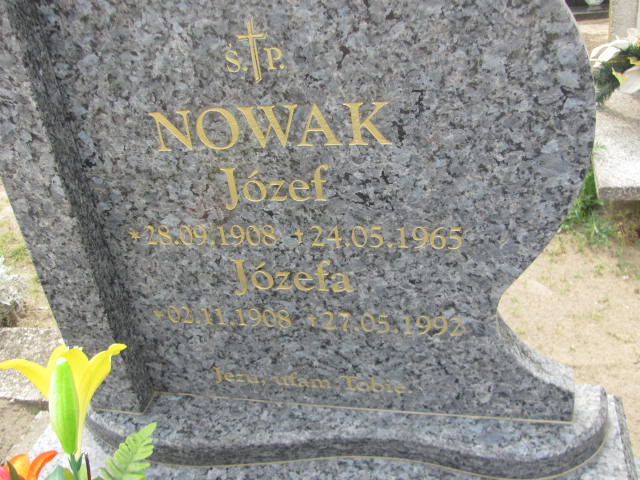 Ś. P.
NOWAK
Józef
*28.09.1908 +24.05.1965
Józefa
*02.11.1908 +27.05.1992
Jezu, ufam Tobie.